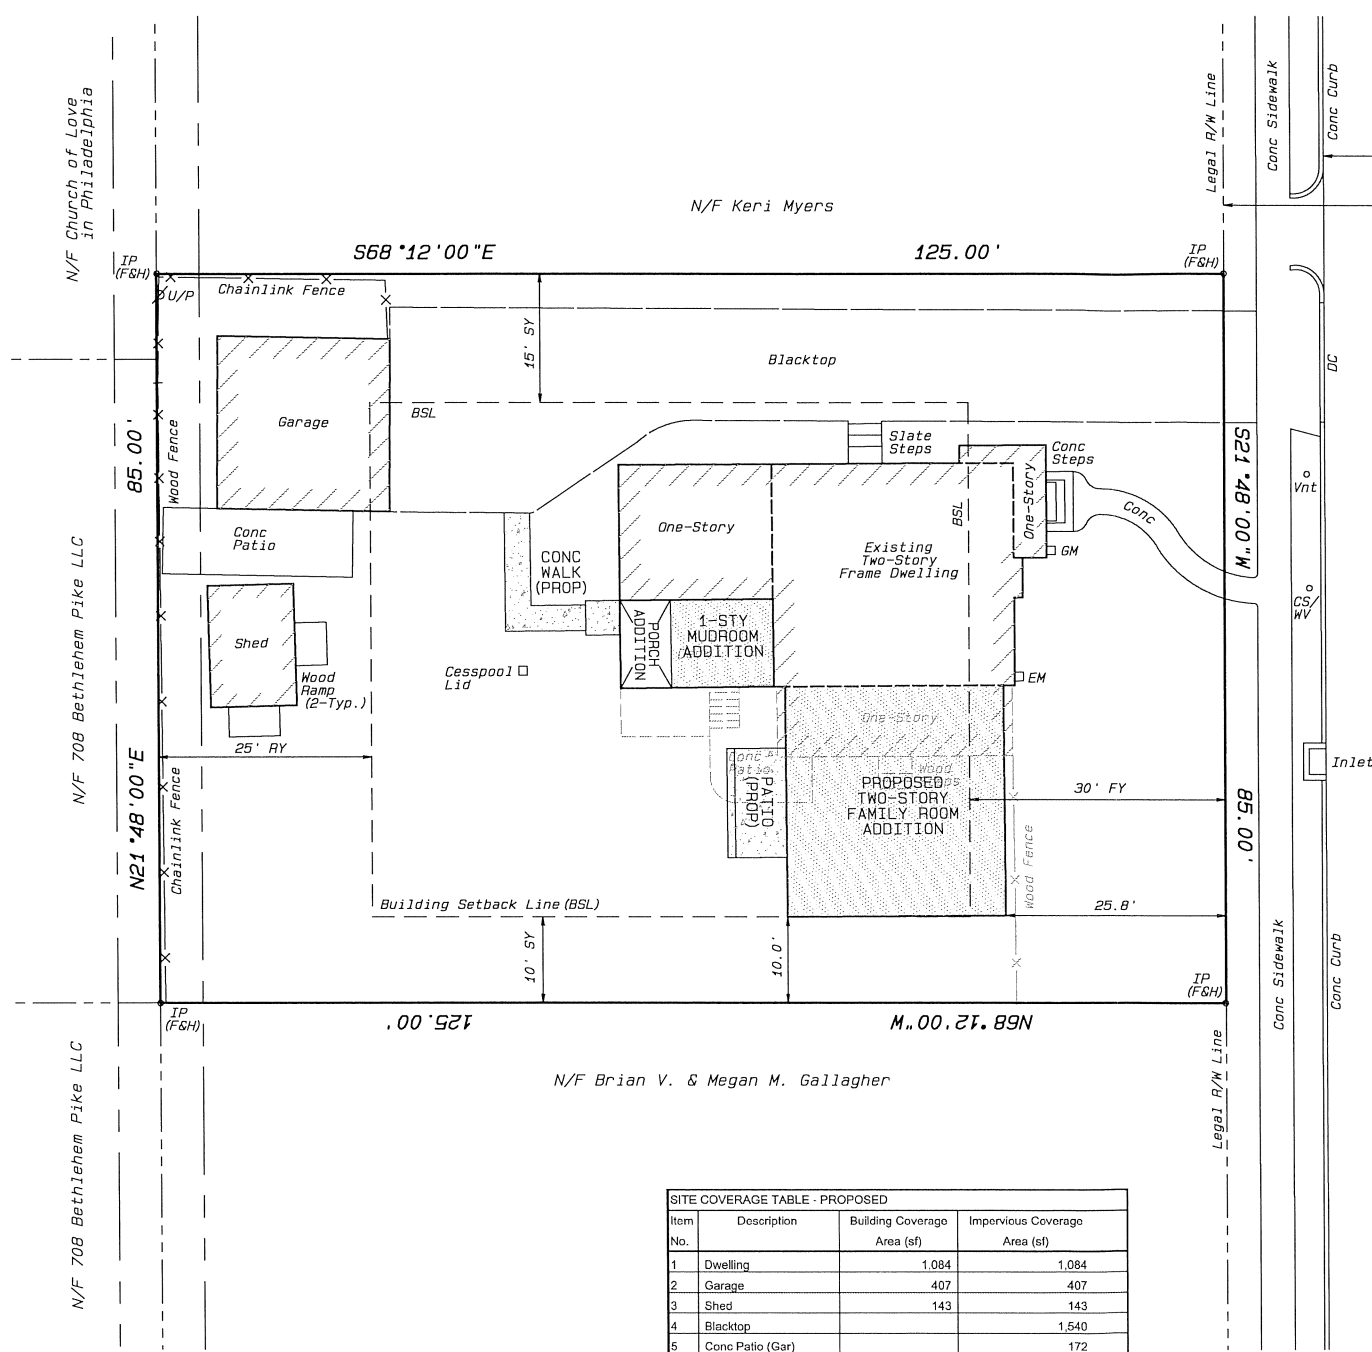 N/F Church of Love
in Philadelphia
Legal R/W Line
Conc Sidewalk
Conc Curb
N/F Keri Myers
IP
(F&H)
S68°12'00"E
125.00'
IP
(F&H)
U/P
Chainlink Fence
15' SY
Blacktop
DC
BSL
Garage
Wood Fence
85.00'
Slate
Steps
Conc
Steps
S21°48'00"W
Vnt
One-Story
BSL
One-Story
Conc
Conc
Patio
CONC
WALK
(PROP)
Existing
Two-Story
Frame Dwelling
GM
CS/
WV
PORCH
ADDITION
1-STY
MUDROOM
ADDITION
Shed
Cesspool
Lid
Wood
Ramp
(2-Typ.)
EM
N/F 708 Bethlehem Pike LLC
One-Story
25' RY
Conc
Patio
Wood
PATIO
(PROP)
PROPOSED
TWO-STORY
FAMILY ROOM
ADDITION
30' FY
Inlet
85.00'
N21°48'00"E
Chainlink Fence
Wood Fence
Building Setback Line (BSL)
25.8'
10' SY
10.0'
Conc Sidewalk
Conc Curb
IP
(F&H)
IP
(F&H)
125.00'
N68°12'00"W
N/F Brian V. & Megan M. Gallagher
Legal R/W Line
N/F 708 Bethlehem Pike LLC
SITE COVERAGE TABLE - PROPOSED
Item Description Building Coverage Impervious Coverage
No. Area (sf) Area (sf)
1 Dwelling 1,084 1,084
2 Garage 407 407
3 Shed 143 143
4 Blacktop 1,540
5 Conc Patio (Gar) 172